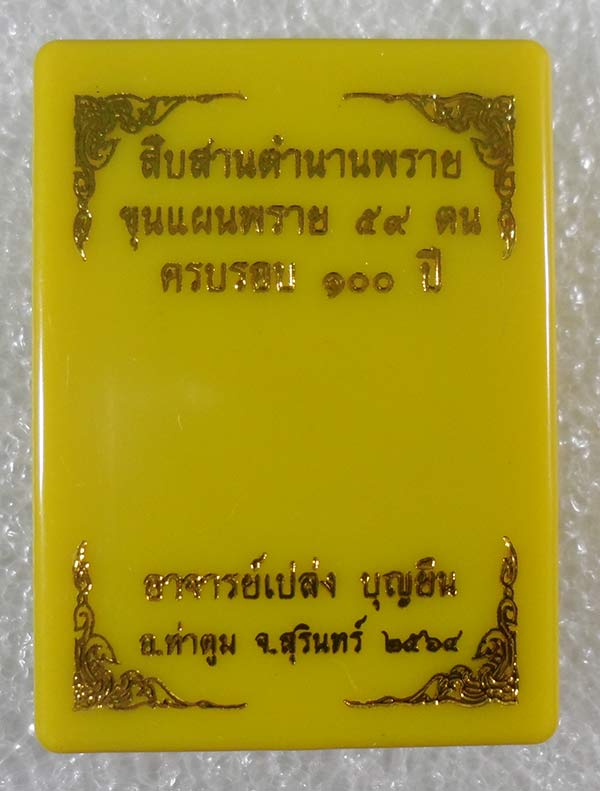 สืบสานตำนานพราย
ขุนแผนพราย ๕๙ ตน
ครบรอบ ๑๐๐ ปี
อาจารย์เปล่ง บุญยืน
อ.ท่าตูม จ.สุรินทร์ ๒๕๖๔